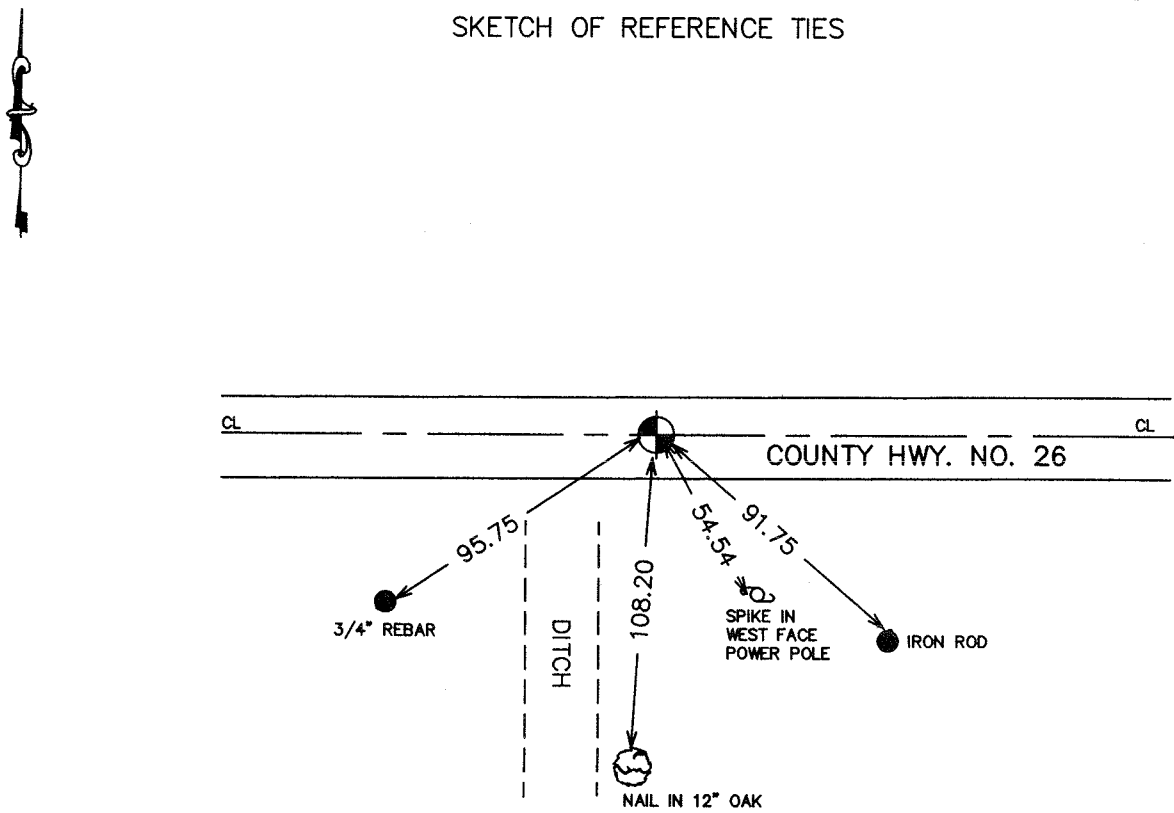 SKETCH OF REFERENCE TIES
CL
CL
COUNTY HWY. NO. 26
95.75
108.20
54.54
91.75
3/4" REBAR
DITCH
SPIKE IN
WEST FACE
POWER POLE
IRON ROD
NAIL IN 12" OAK